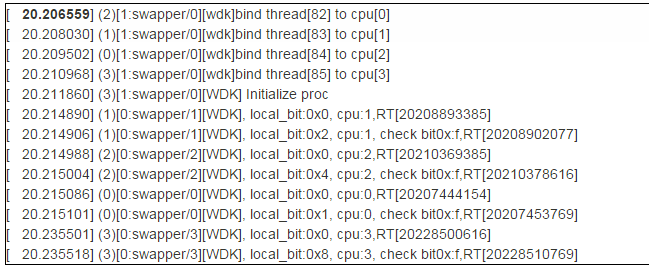 [   20.206559] (2)[1:swapper/0][wdk]bind thread[82] to cpu[0]
[   20.208030] (1)[1:swapper/0][wdk]bind thread[83] to cpu[1]
[   20.209502] (0)[1:swapper/0][wdk]bind thread[84] to cpu[2]
[   20.210968] (3)[1:swapper/0][wdk]bind thread[85] to cpu[3]
[   20.211860] (3)[1:swapper/0][WDK] Initialize proc
[   20.214890] (1)[0:swapper/1][WDK], local_bit:0x0, cpu:1,RT[20208893385]
[   20.214906] (1)[0:swapper/1][WDK], local_bit:0x2, cpu:1, check bit0x:f,RT[20208902077]
[   20.214988] (2)[0:swapper/2][WDK], local_bit:0x0, cpu:2,RT[20210369385]
[   20.215004] (2)[0:swapper/2][WDK], local_bit:0x4, cpu:2, check bit0x:f,RT[20210378616]
[   20.215086] (0)[0:swapper/0][WDK], local_bit:0x0, cpu:0,RT[20207444154]
[   20.215101] (0)[0:swapper/0][WDK], local_bit:0x1, cpu:0, check bit0x:f,RT[20207453769]
[   20.235501] (3)[0:swapper/3][WDK], local_bit:0x0, cpu:3,RT[20228500616]
[   20.235518] (3)[0:swapper/3][WDK], local_bit:0x8, cpu:3, check bit0x:f,RT[20228510769]